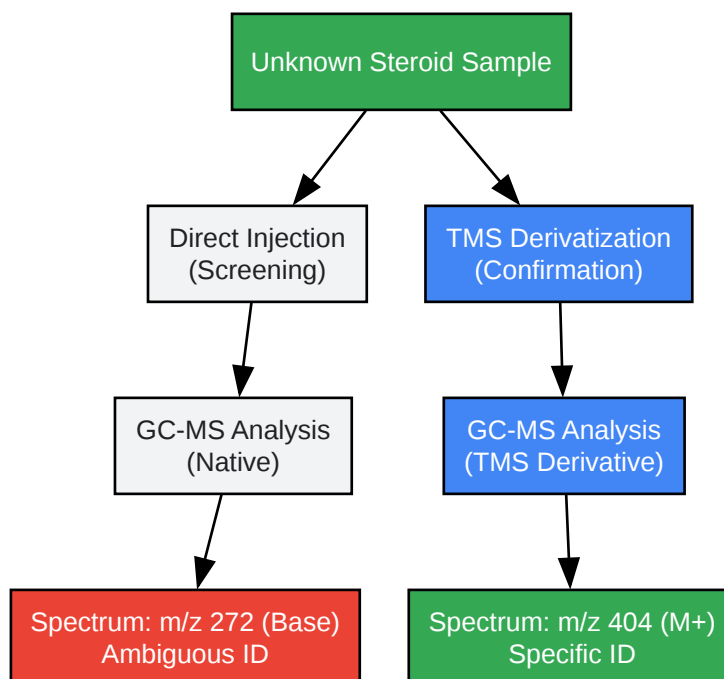 Unknown Steroid Sample
Direct Injection
(Screening)
TMS Derivatization
(Confirmation)
GC-MS Analysis
(Native)
GC-MS Analysis
(TMS Derivative)
Spectrum: m/z 272 (Base)
Ambiguous ID
Spectrum: m/z 404 (M+)
Specific ID